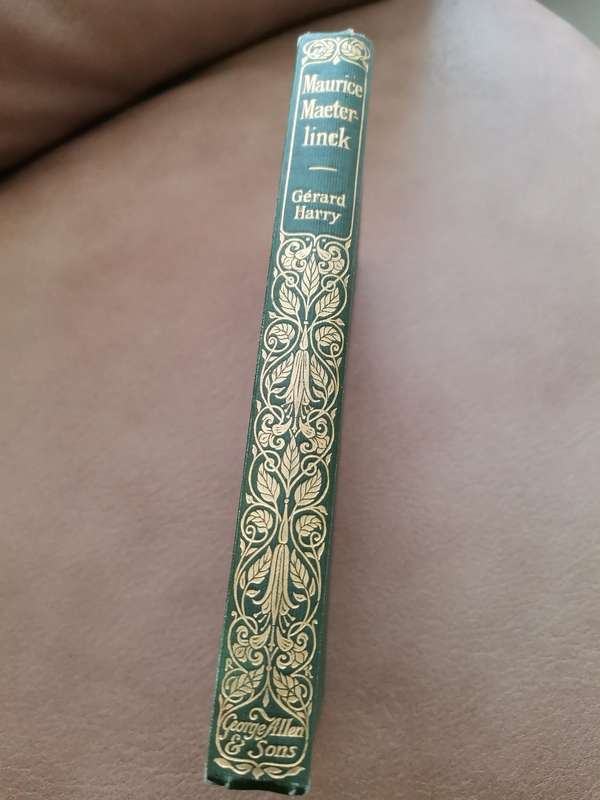 Maurice
Maeter-
linck
Gérard
Harry
George Allen
& Sons